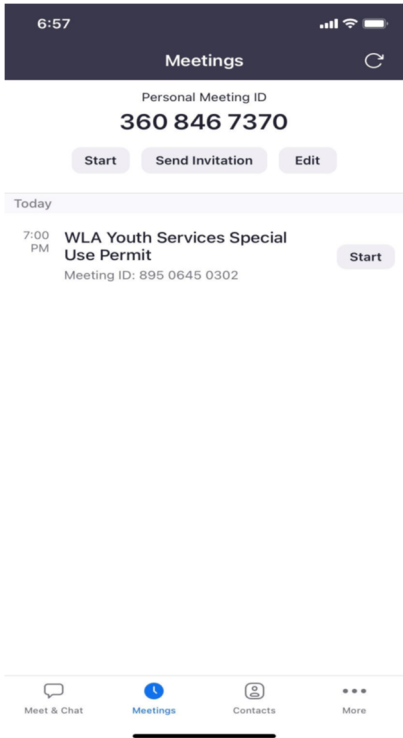 6:57
Meetings
Personal Meeting ID
360 846 7370
Start Send Invitation Edit
Today
7:00 PM
WLA Youth Services Special
Use Permit
Meeting ID: 895 0645 0302
Start
Meet & Chat Meetings Contacts More